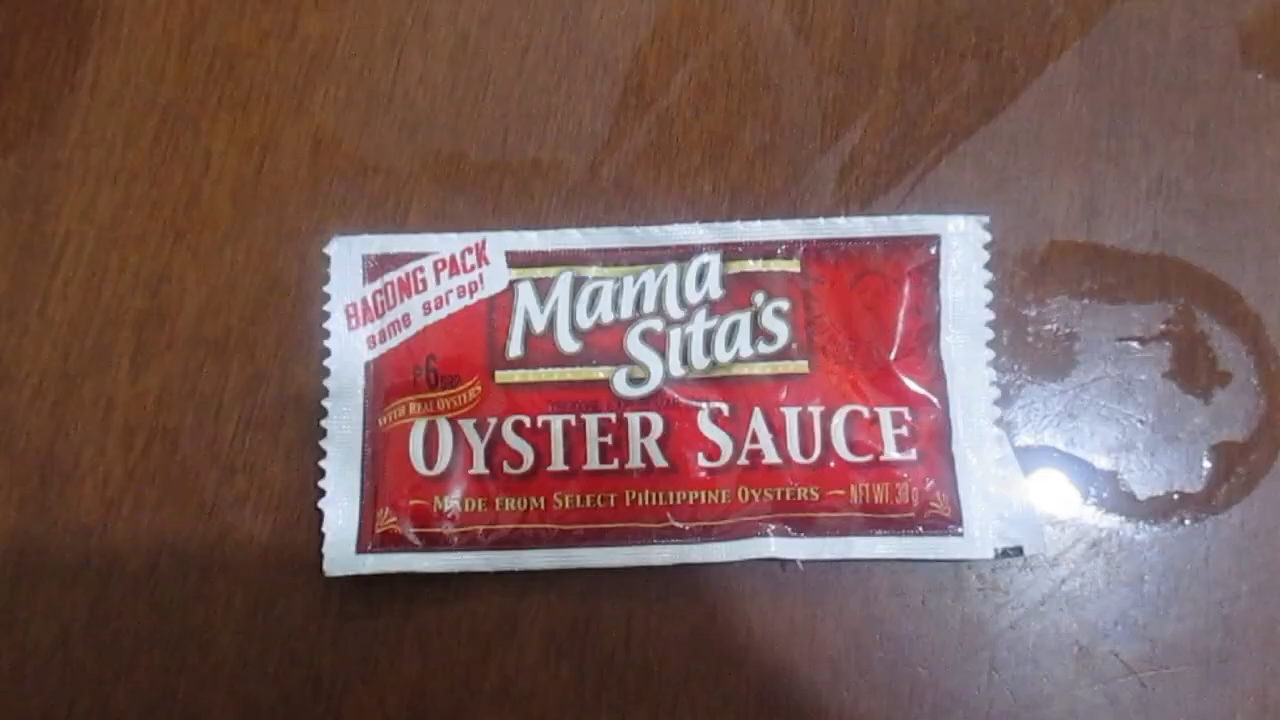 BAGONG PACK
same sarap!
Mama
Sita's
₱6 SRP
WITH REAL OYSTERS
OYSTER SAUCE
MADE FROM SELECT PHILIPPINE OYSTERS
NET WT. 30 g